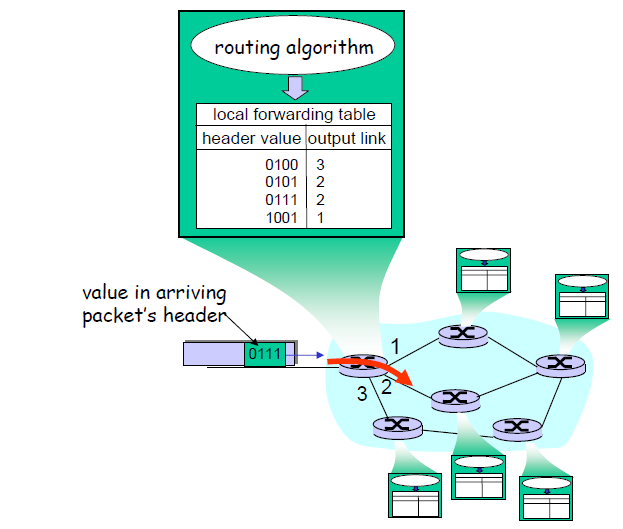 routing algorithm
local forwarding table
header value output link
0100 3
0101 2
0111 2
1001 1
value in arriving
packet's header
0111
1
2
3